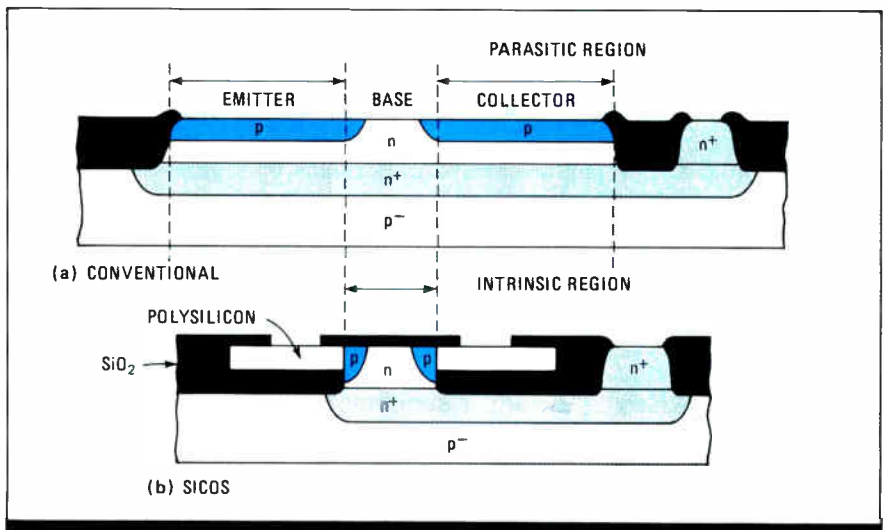 PARASITIC REGION
EMITTER BASE COLLECTOR
p n p n+
n+
p−
(a) CONVENTIONAL
INTRINSIC REGION
POLYSILICON
SiO2
p n p n+
n+
p−
(b) SICOS